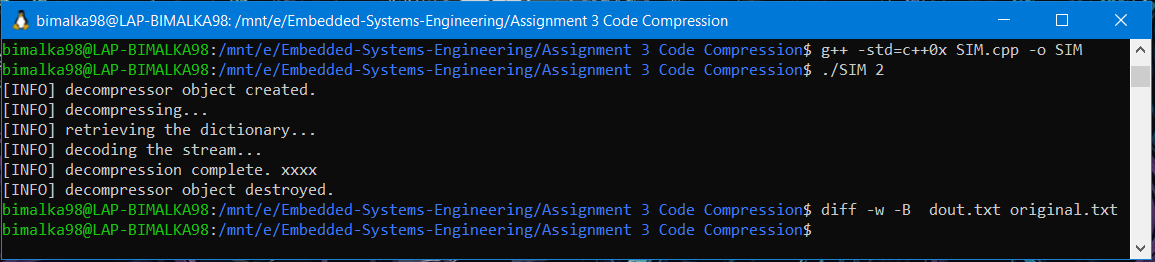 bimalka98@LAP-BIMALKA98: /mnt/e/Embedded-Systems-Engineering/Assignment 3 Code Compression
bimalka98@LAP-BIMALKA98:/mnt/e/Embedded-Systems-Engineering/Assignment 3 Code Compression$ g++ -std=c++0x SIM.cpp -o SIM
bimalka98@LAP-BIMALKA98:/mnt/e/Embedded-Systems-Engineering/Assignment 3 Code Compression$ ./SIM 2
[INFO] decompressor object created.
[INFO] decompressing...
[INFO] retrieving the dictionary...
[INFO] decoding the stream...
[INFO] decompression complete. xxxx
[INFO] decompressor object destroyed.
bimalka98@LAP-BIMALKA98:/mnt/e/Embedded-Systems-Engineering/Assignment 3 Code Compression$ diff -w -B  dout.txt original.txt
bimalka98@LAP-BIMALKA98:/mnt/e/Embedded-Systems-Engineering/Assignment 3 Code Compression$